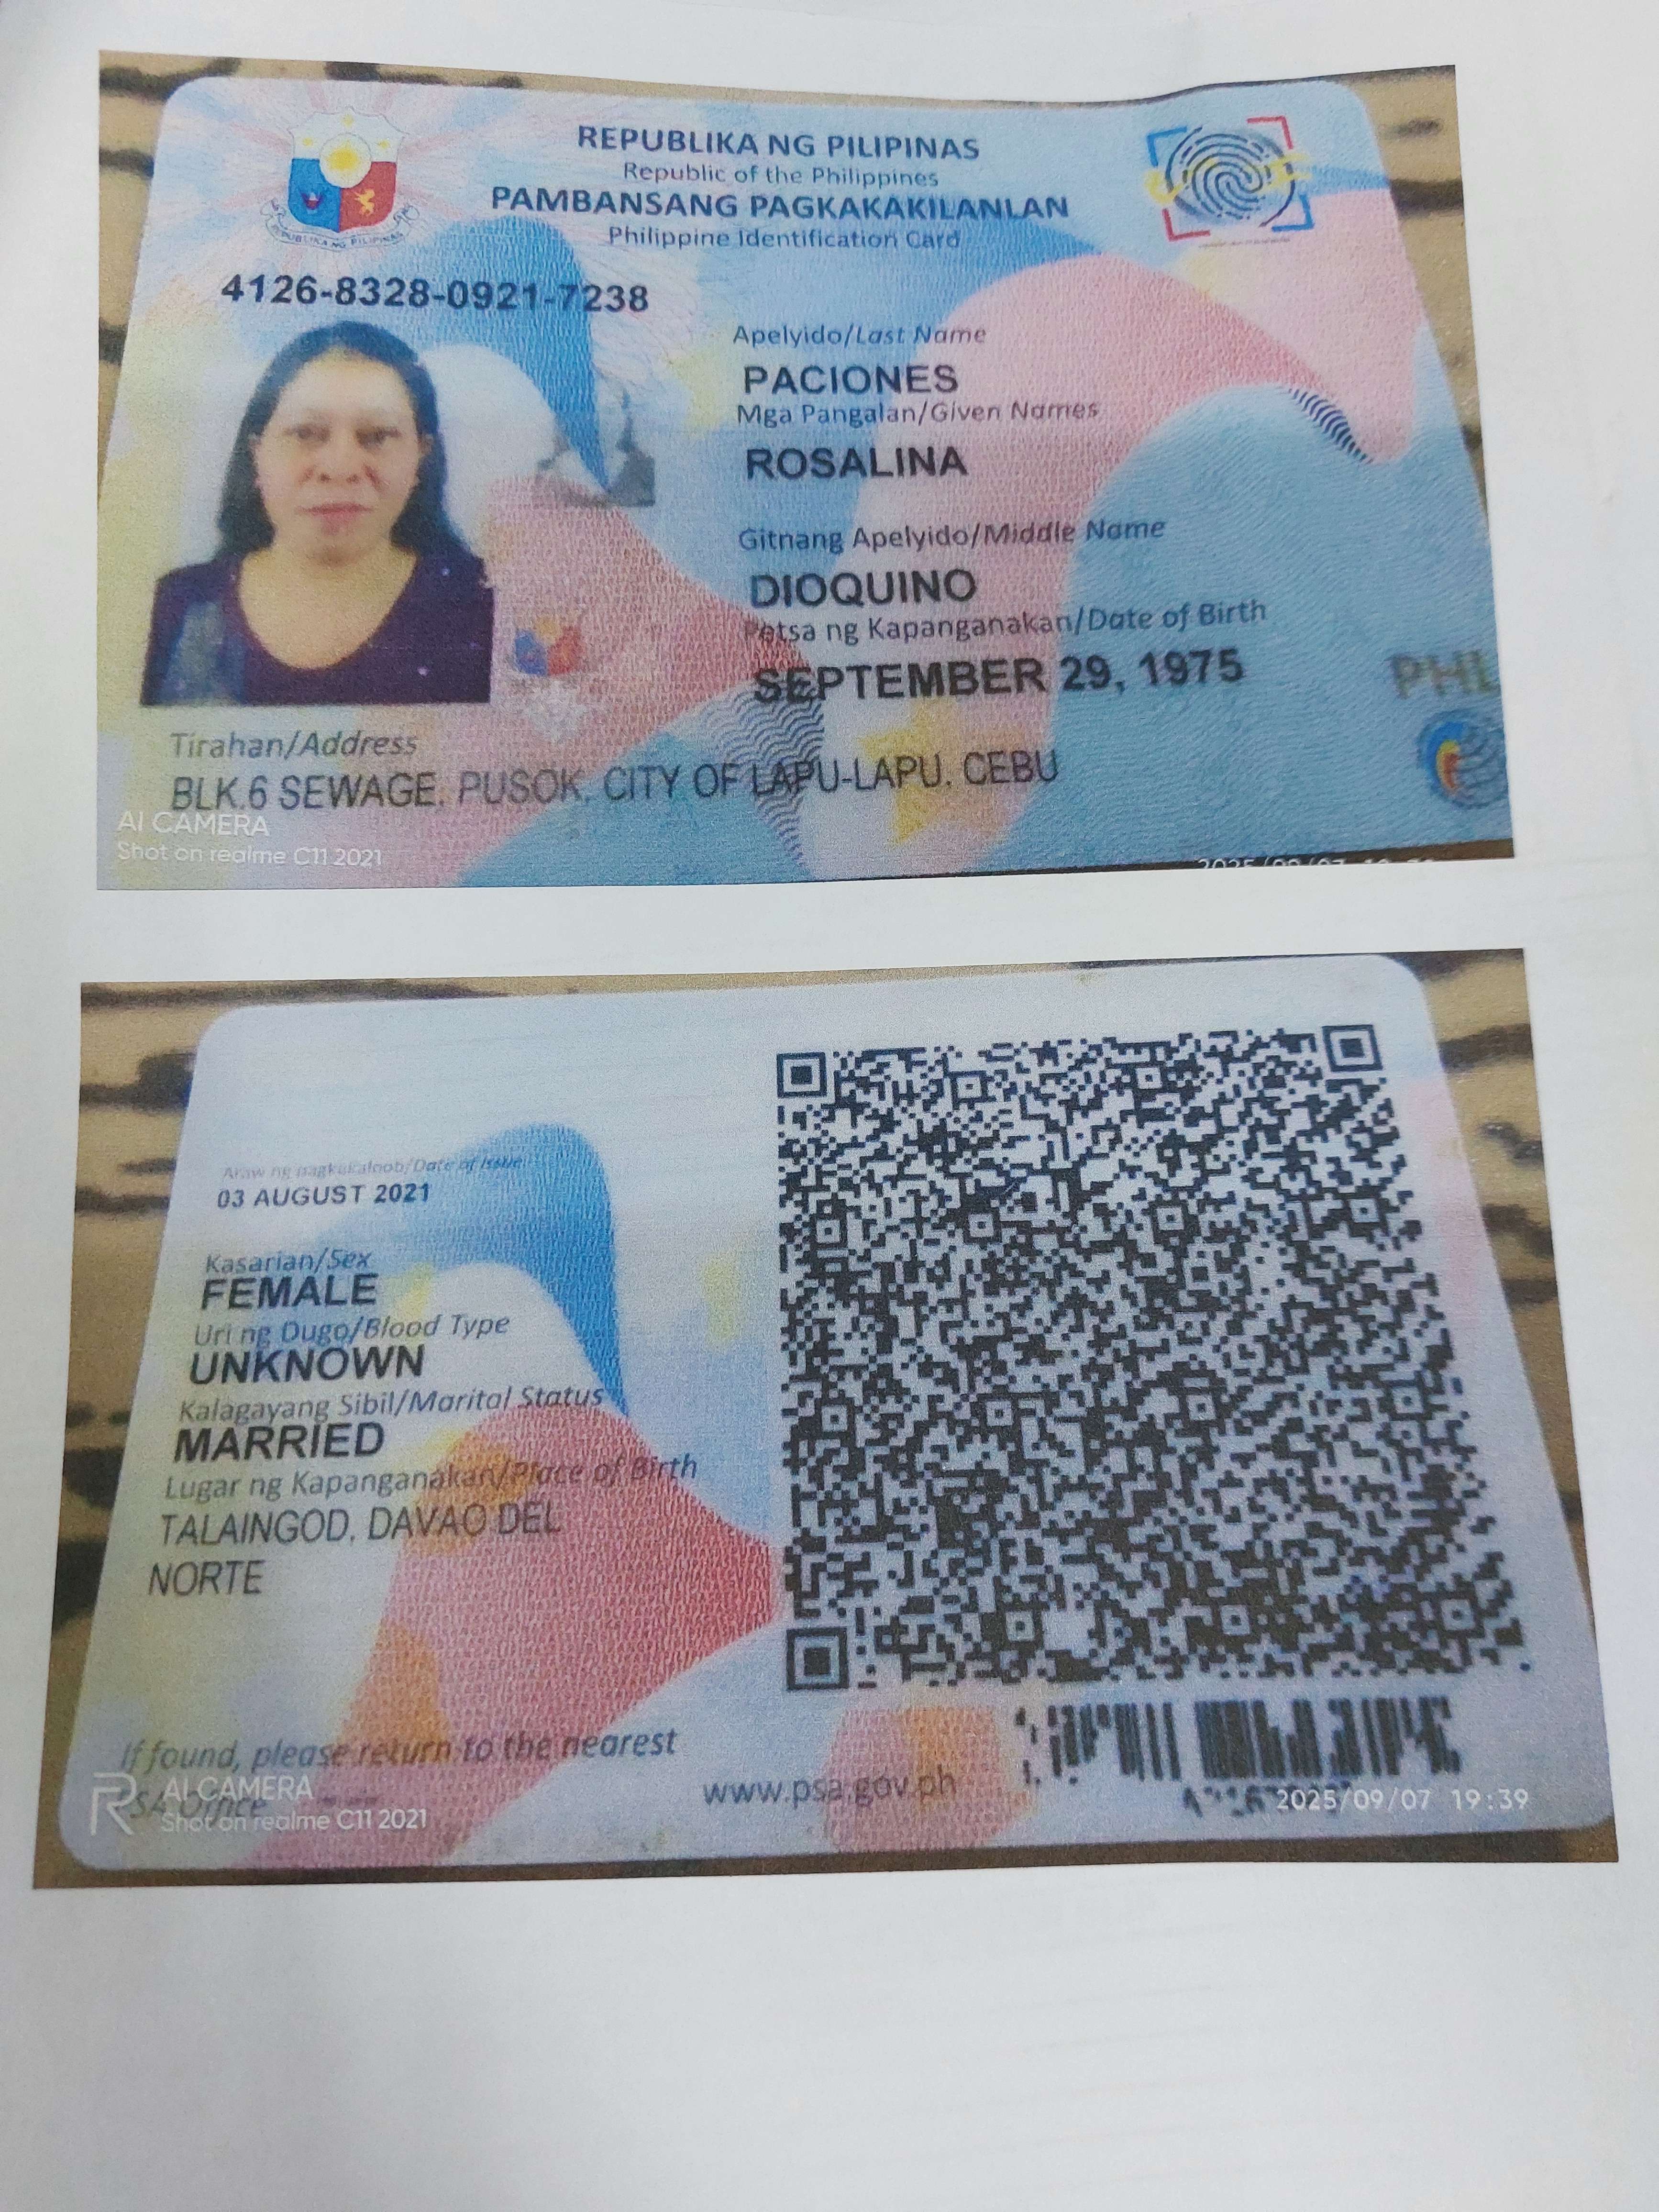 REPUBLIKA NG PILIPINAS
Republic of the Philippines
PAMBANSANG PAGKAKAKILANLAN
Philippine Identification Card
REPUBLIKA NG PILIPINAS
4126-8328-0921-7238
Apelyido/Last Name
PACIONES
Mga Pangalan/Given Names
ROSALINA
Gitnang Apelyido/Middle Name
DIOQUINO
Petsa ng Kapanganakan/Date of Birth
SEPTEMBER 29, 1975
PHL
Tirahan/Address
BLK.6 SEWAGE, PUSOK, CITY OF LAPU-LAPU, CEBU
AI CAMERA
Shot on realme C11 2021
Araw ng pagkakaloob/Date of Issue
03 AUGUST 2021
Kasarian/Sex
FEMALE
Uri ng Dugo/Blood Type
UNKNOWN
Kalagayang Sibil/Marital Status
MARRIED
Lugar ng Kapanganakan/Place of Birth
TALAINGOD, DAVAO DEL
NORTE
If found, please return to the nearest
PSA Office
www.psa.gov.ph
R AI CAMERA
Shot on realme C11 2021
2025/09/07 19:39